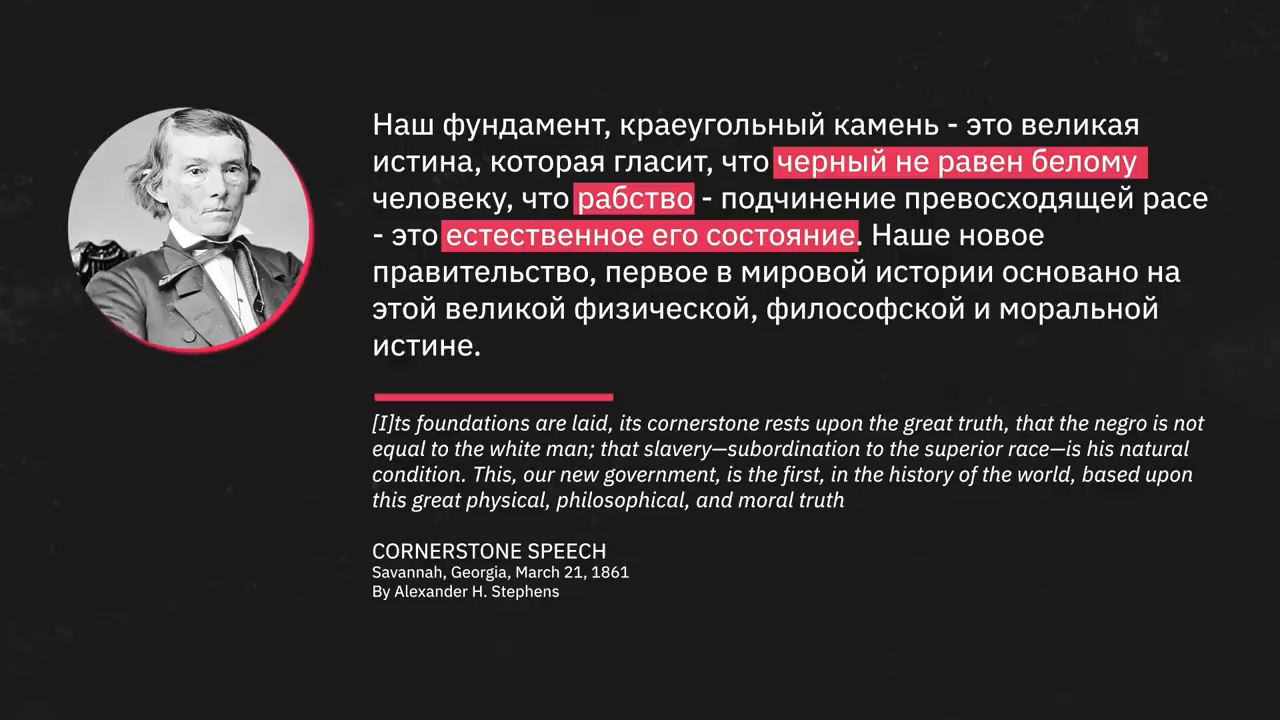 Наш фундамент, краеугольный камень - это великая
истина, которая гласит, что черный не равен белому
человеку, что рабство - подчинение превосходящей расе
- это естественное его состояние. Наше новое
правительство, первое в мировой истории основано на
этой великой физической, философской и моральной
истине.
[I]ts foundations are laid, its cornerstone rests upon the great truth, that the negro is not
equal to the white man; that slavery—subordination to the superior race—is his natural
condition. This, our new government, is the first, in the history of the world, based upon
this great physical, philosophical, and moral truth
CORNERSTONE SPEECH
Savannah, Georgia, March 21, 1861
By Alexander H. Stephens